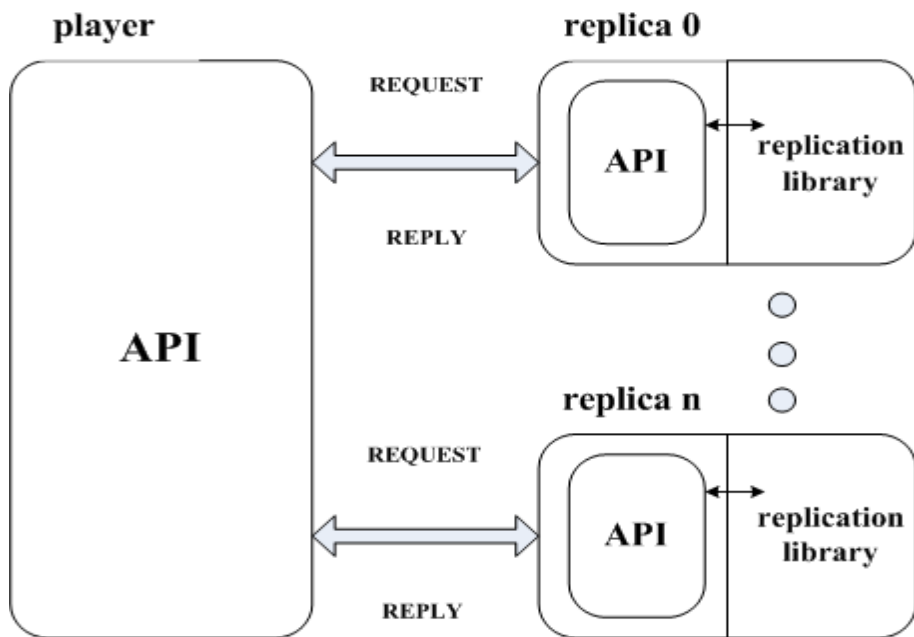 player
replica 0
REQUEST
API
replication
library
REPLY
API
replica n
REQUEST
API
replication
library
REPLY